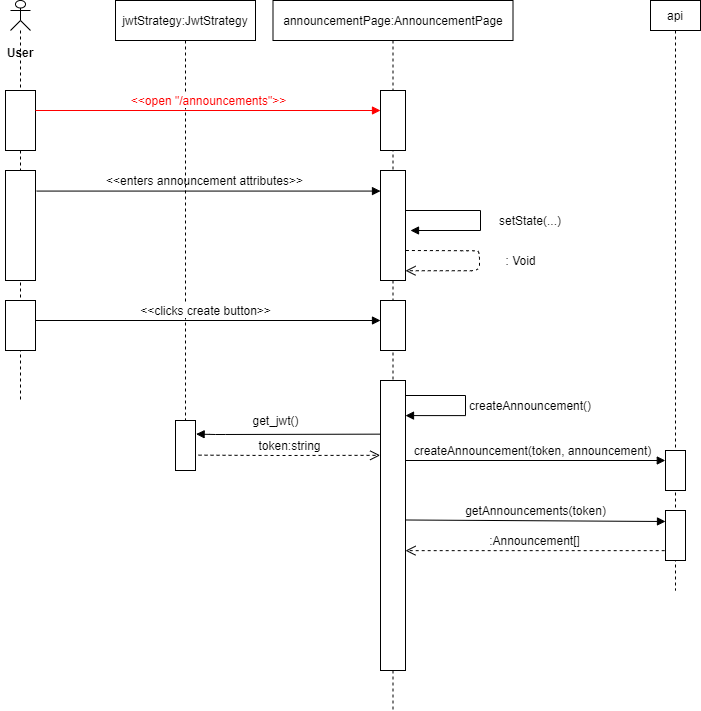 jwtStrategy:JwtStrategy
announcementPage:AnnouncementPage
api
User
<<open "/announcements">>
<<enters announcement attributes>>
setState(...)
: Void
<<clicks create button>>
createAnnouncement()
get_jwt()
token:string
createAnnouncement(token, announcement)
getAnnouncements(token)
:Announcement[]